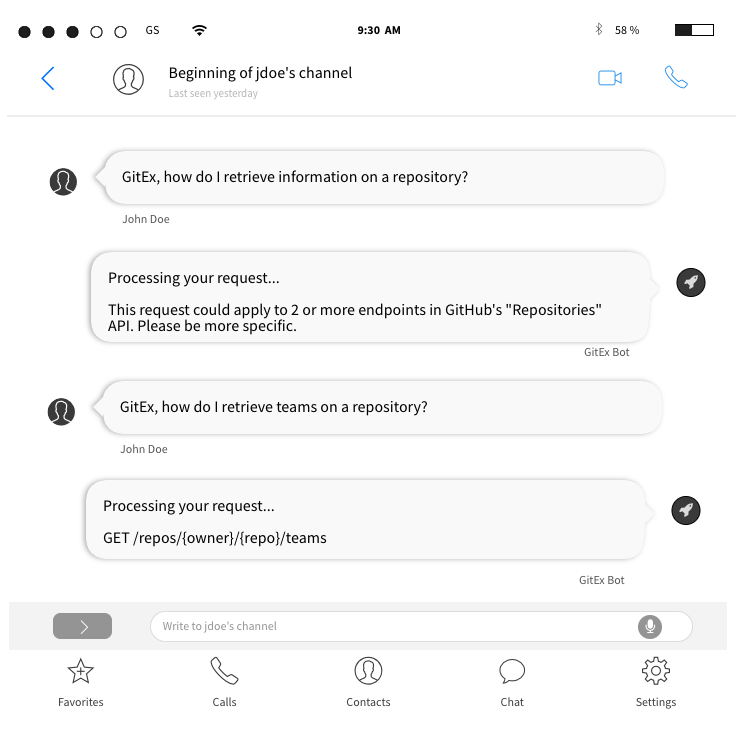 GS
9:30 AM
58 %
Beginning of jdoe's channel
Last seen yesterday
GitEx, how do I retrieve information on a repository?
John Doe
Processing your request...
This request could apply to 2 or more endpoints in GitHub's "Repositories"
API. Please be more specific.
GitEx Bot
GitEx, how do I retrieve teams on a repository?
John Doe
Processing your request...
GET /repos/{owner}/{repo}/teams
GitEx Bot
Write to jdoe's channel
Favorites
Calls
Contacts
Chat
Settings